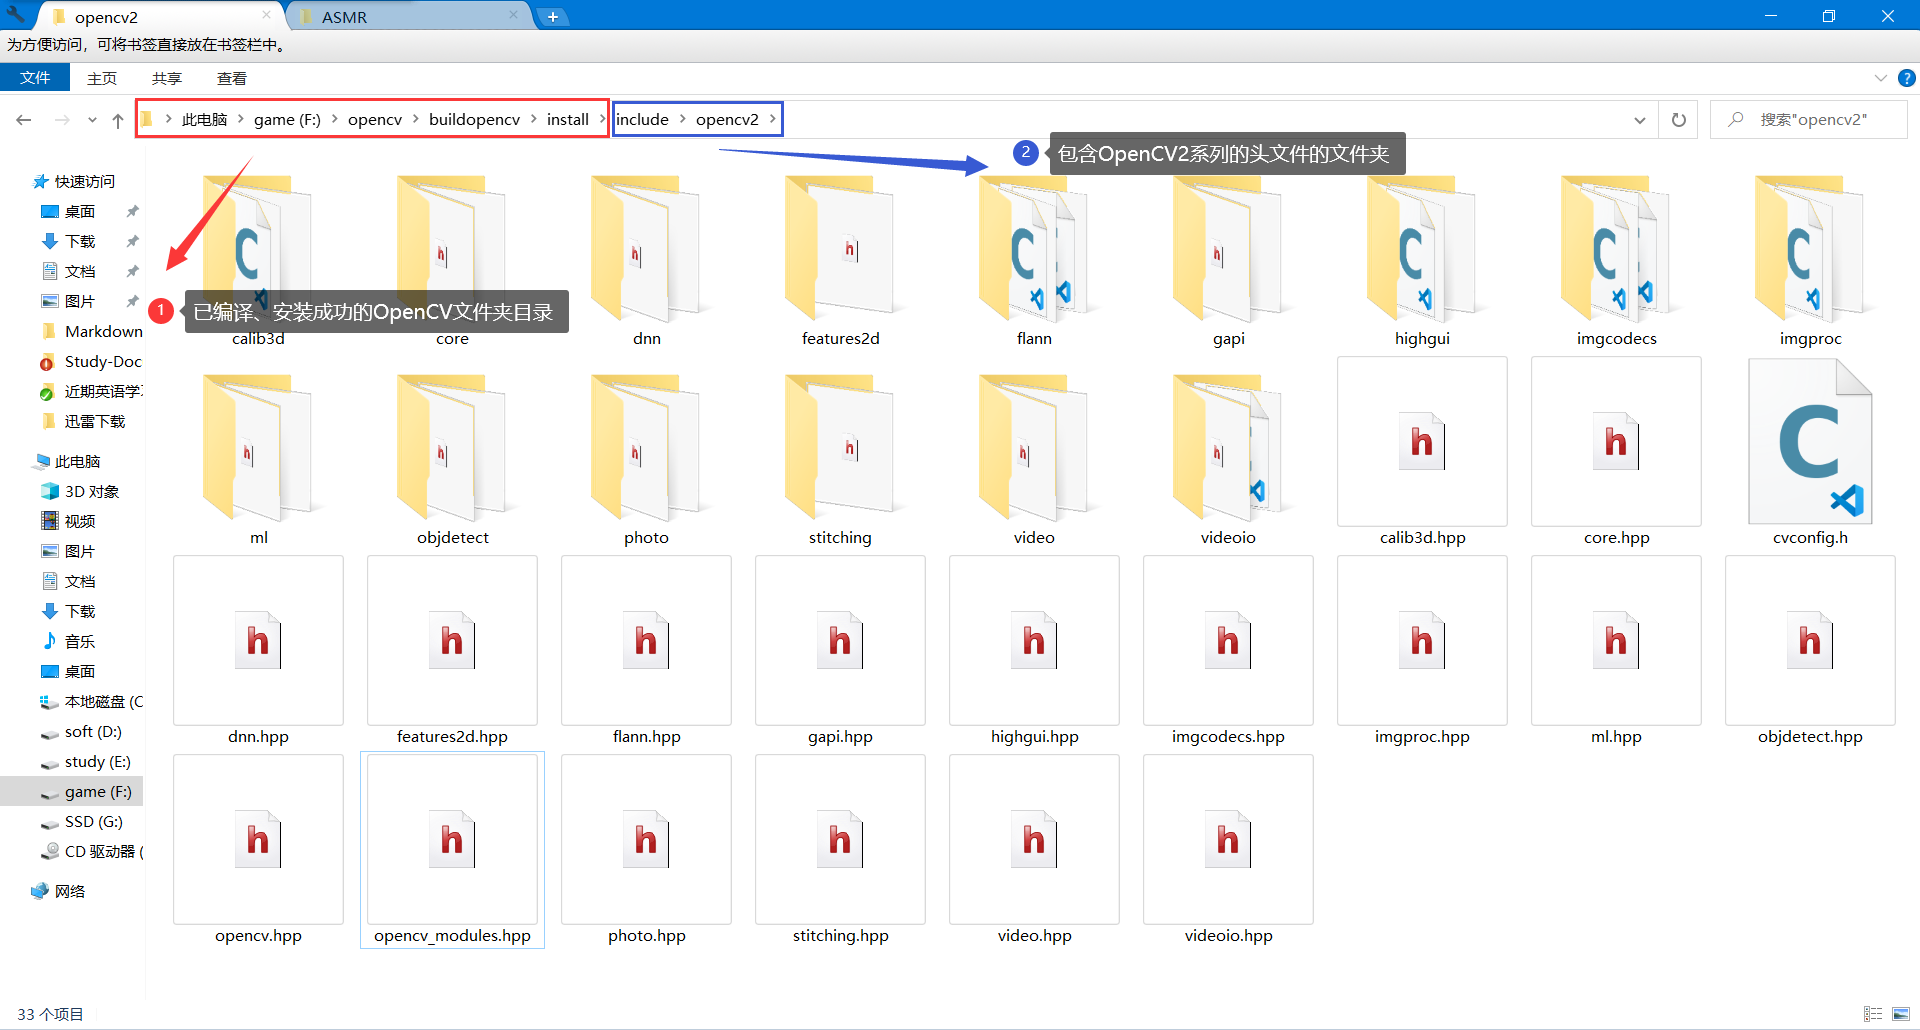 opencv2
ASMR
为方便访问，可将书签直接放在书签栏中。
文件 主页 共享 查看
此电脑 > game (F:) > opencv > buildopencv > install > include > opencv2 >
搜索"opencv2"
2 包含OpenCV2系列的头文件的文件夹
1 已编译、安装成功的OpenCV文件夹目录
快速访问
桌面
下载
文档
图片
Markdown
Study-Doc
近期英语学
迅雷下载
此电脑
3D 对象
视频
图片
文档
下载
音乐
桌面
本地磁盘 (C
soft (D:)
study (E:)
game (F:)
SSD (G:)
CD 驱动器 (
网络
calib3d core dnn features2d flann gapi highgui imgcodecs imgproc
ml objdetect photo stitching video videoio calib3d.hpp core.hpp cvconfig.h
dnn.hpp features2d.hpp flann.hpp gapi.hpp highgui.hpp imgcodecs.hpp imgproc.hpp ml.hpp objdetect.hpp
opencv.hpp opencv_modules.hpp photo.hpp stitching.hpp video.hpp videoio.hpp
33 个项目